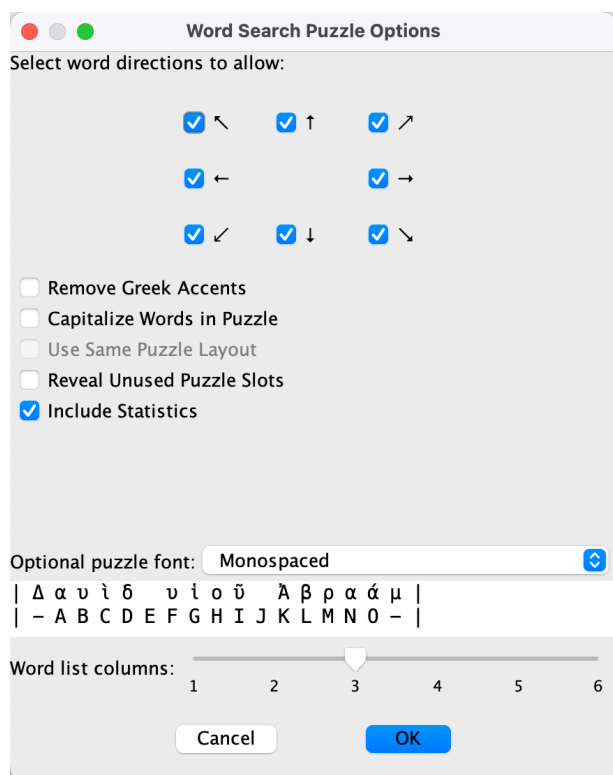 Word Search Puzzle Options
Select word directions to allow:
↖ ↑ ↗
← →
↙ ↓ ↘
Remove Greek Accents
Capitalize Words in Puzzle
Use Same Puzzle Layout
Reveal Unused Puzzle Slots
Include Statistics
Optional puzzle font: Monospaced
| Δ α υ ὶ δ   υ ἱ ο ῦ   Ἀ β ρ α ά μ |
| – A B C D E F G H I J K L M N O – |
Word list columns:
1 2 3 4 5 6
Cancel OK